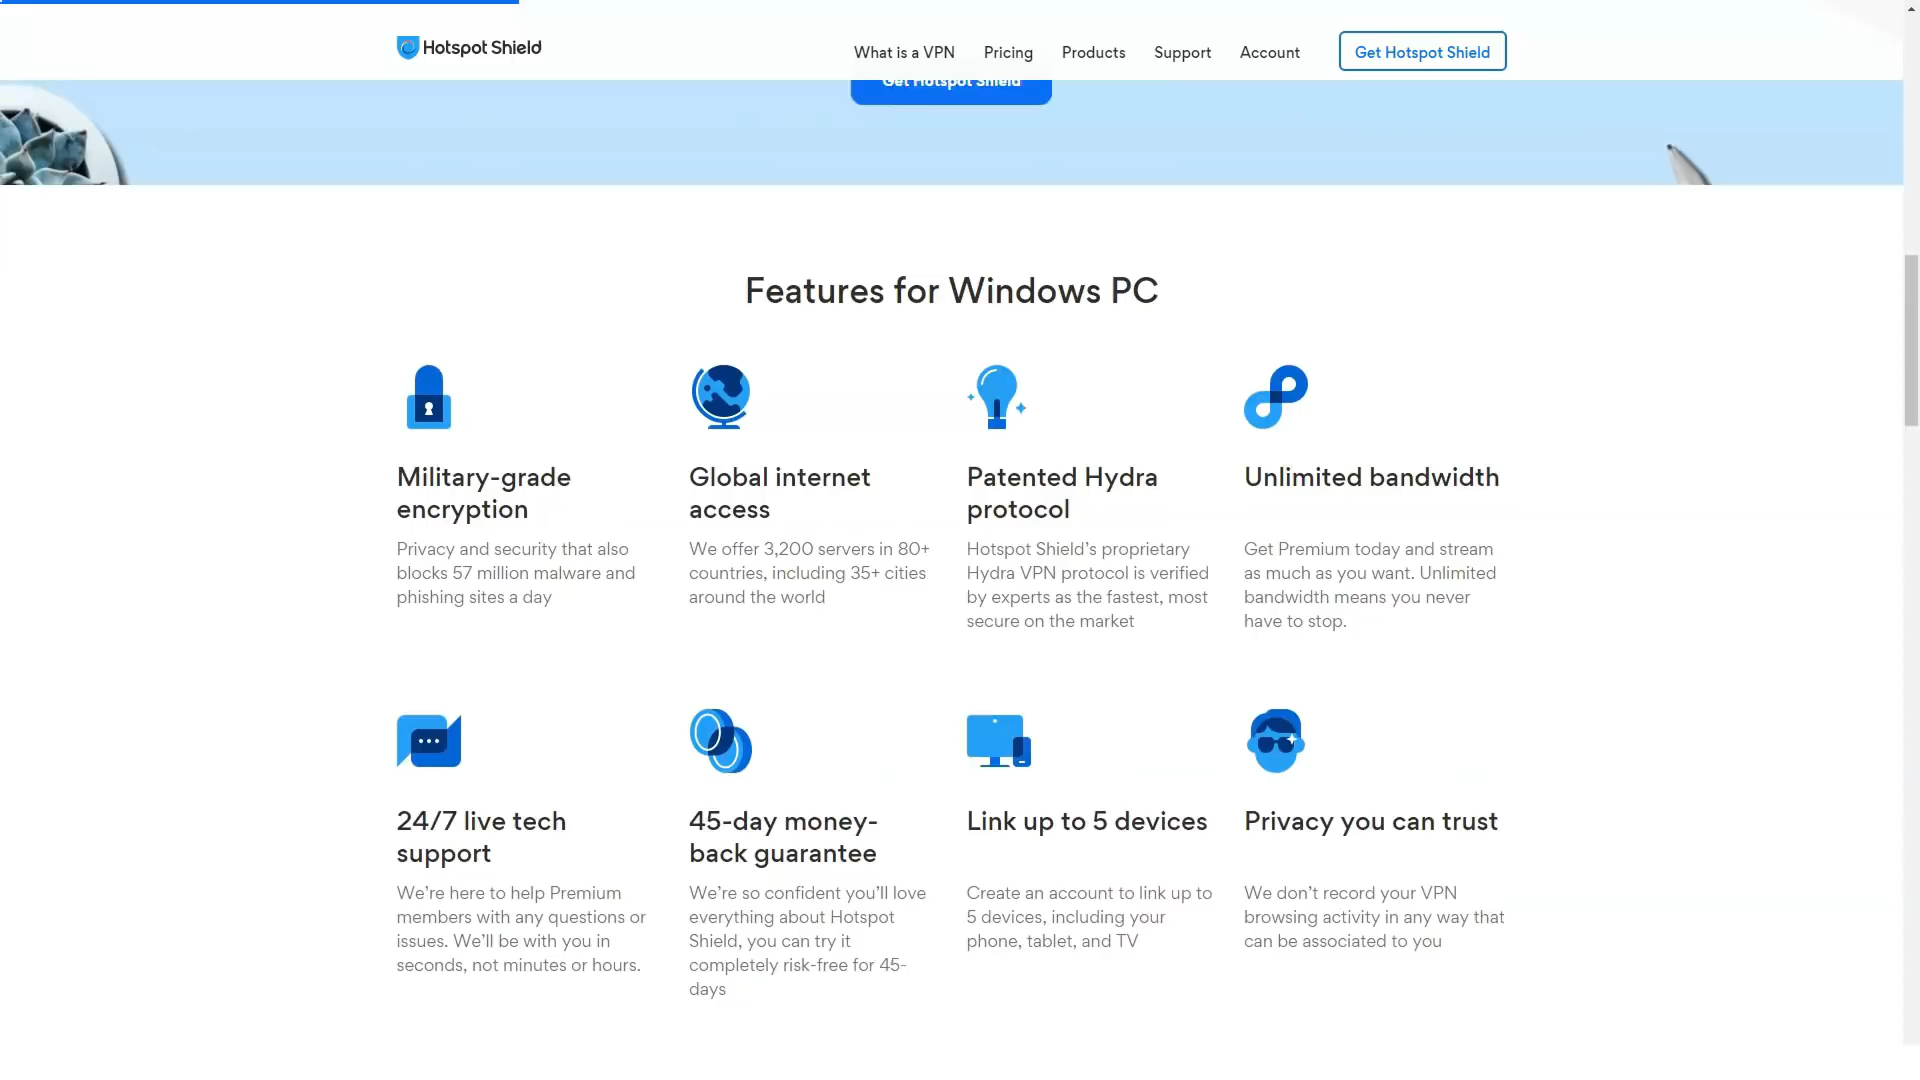 Hotspot Shield
What is a VPN
Pricing
Products
Support
Account
Get Hotspot Shield
Get Hotspot Shield
Features for Windows PC
Military-grade
encryption
Privacy and security that also
blocks 57 million malware and
phishing sites a day
Global internet
access
We offer 3,200 servers in 80+
countries, including 35+ cities
around the world
Patented Hydra
protocol
Hotspot Shield’s proprietary
Hydra VPN protocol is verified
by experts as the fastest, most
secure on the market
Unlimited bandwidth
Get Premium today and stream
as much as you want. Unlimited
bandwidth means you never
have to stop.
24/7 live tech
support
We’re here to help Premium
members with any questions or
issues. We’ll be with you in
seconds, not minutes or hours.
45-day money-
back guarantee
We’re so confident you’ll love
everything about Hotspot
Shield, you can try it
completely risk-free for 45-
days
Link up to 5 devices
Create an account to link up to
5 devices, including your
phone, tablet, and TV
Privacy you can trust
We don’t record your VPN
browsing activity in any way that
can be associated to you